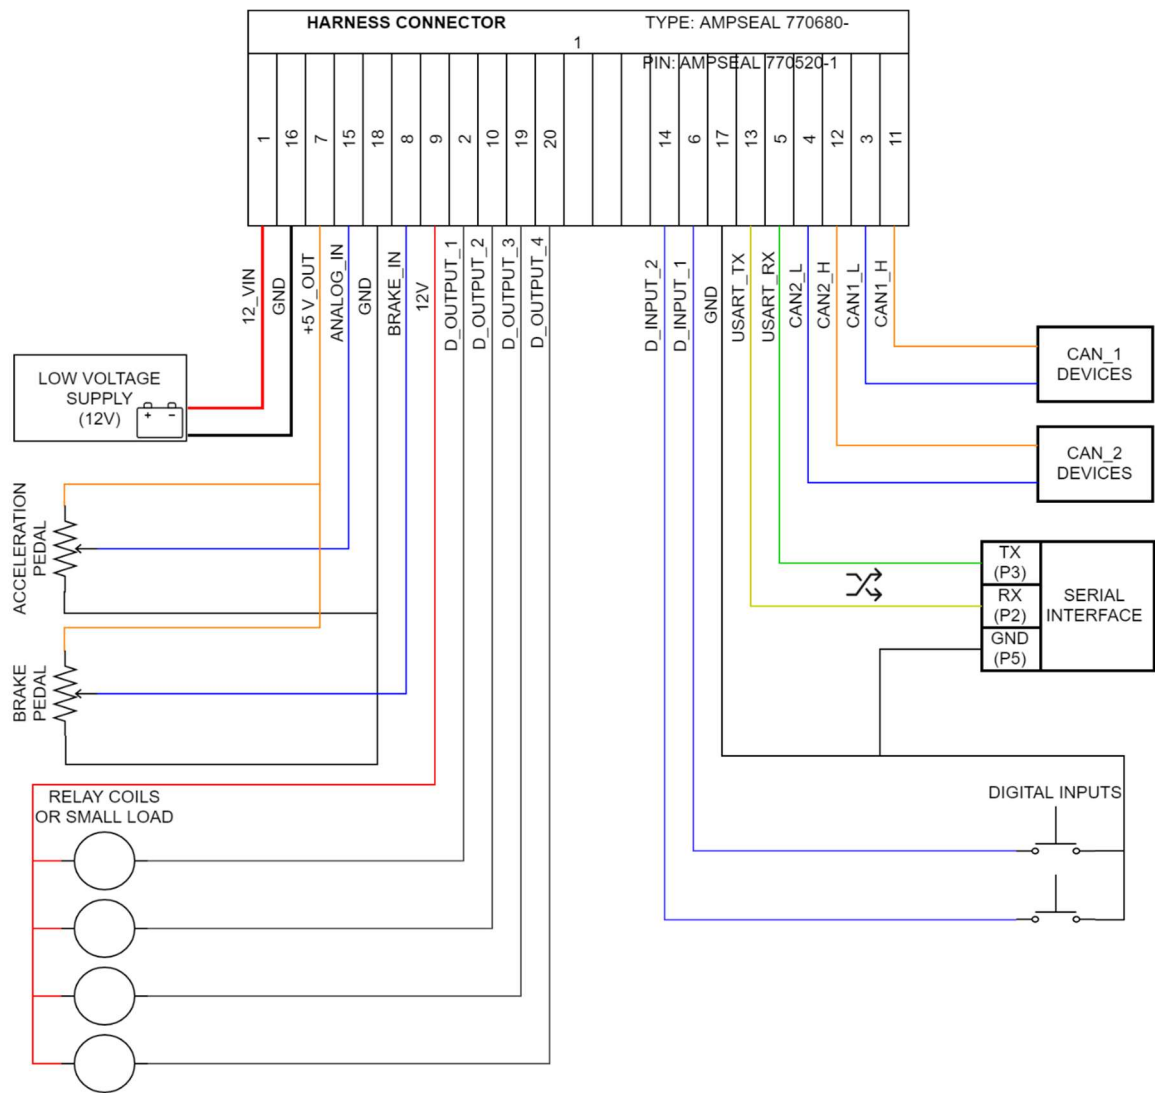 HARNESS CONNECTOR TYPE: AMPSEAL 770680-
1
PIN: AMPSEAL 770520-1
1 16 7 15 18 8 9 2 10 19 20 14 6 17 13 5 4 12 3 11
12_VIN
GND
+5 V_OUT
ANALOG_IN
GND
BRAKE_IN
12V
D_OUTPUT_1
D_OUTPUT_2
D_OUTPUT_3
D_OUTPUT_4
D_INPUT_2
D_INPUT_1
GND
USART_TX
USART_RX
CAN2_L
CAN2_H
CAN1_L
CAN1_H
LOW VOLTAGE
SUPPLY
(12V)
+ -
CAN_1
DEVICES
CAN_2
DEVICES
ACCELERATION
PEDAL
TX
(P3)
RX
(P2)
GND
(P5)
SERIAL
INTERFACE
BRAKE
PEDAL
RELAY COILS
OR SMALL LOAD
DIGITAL INPUTS